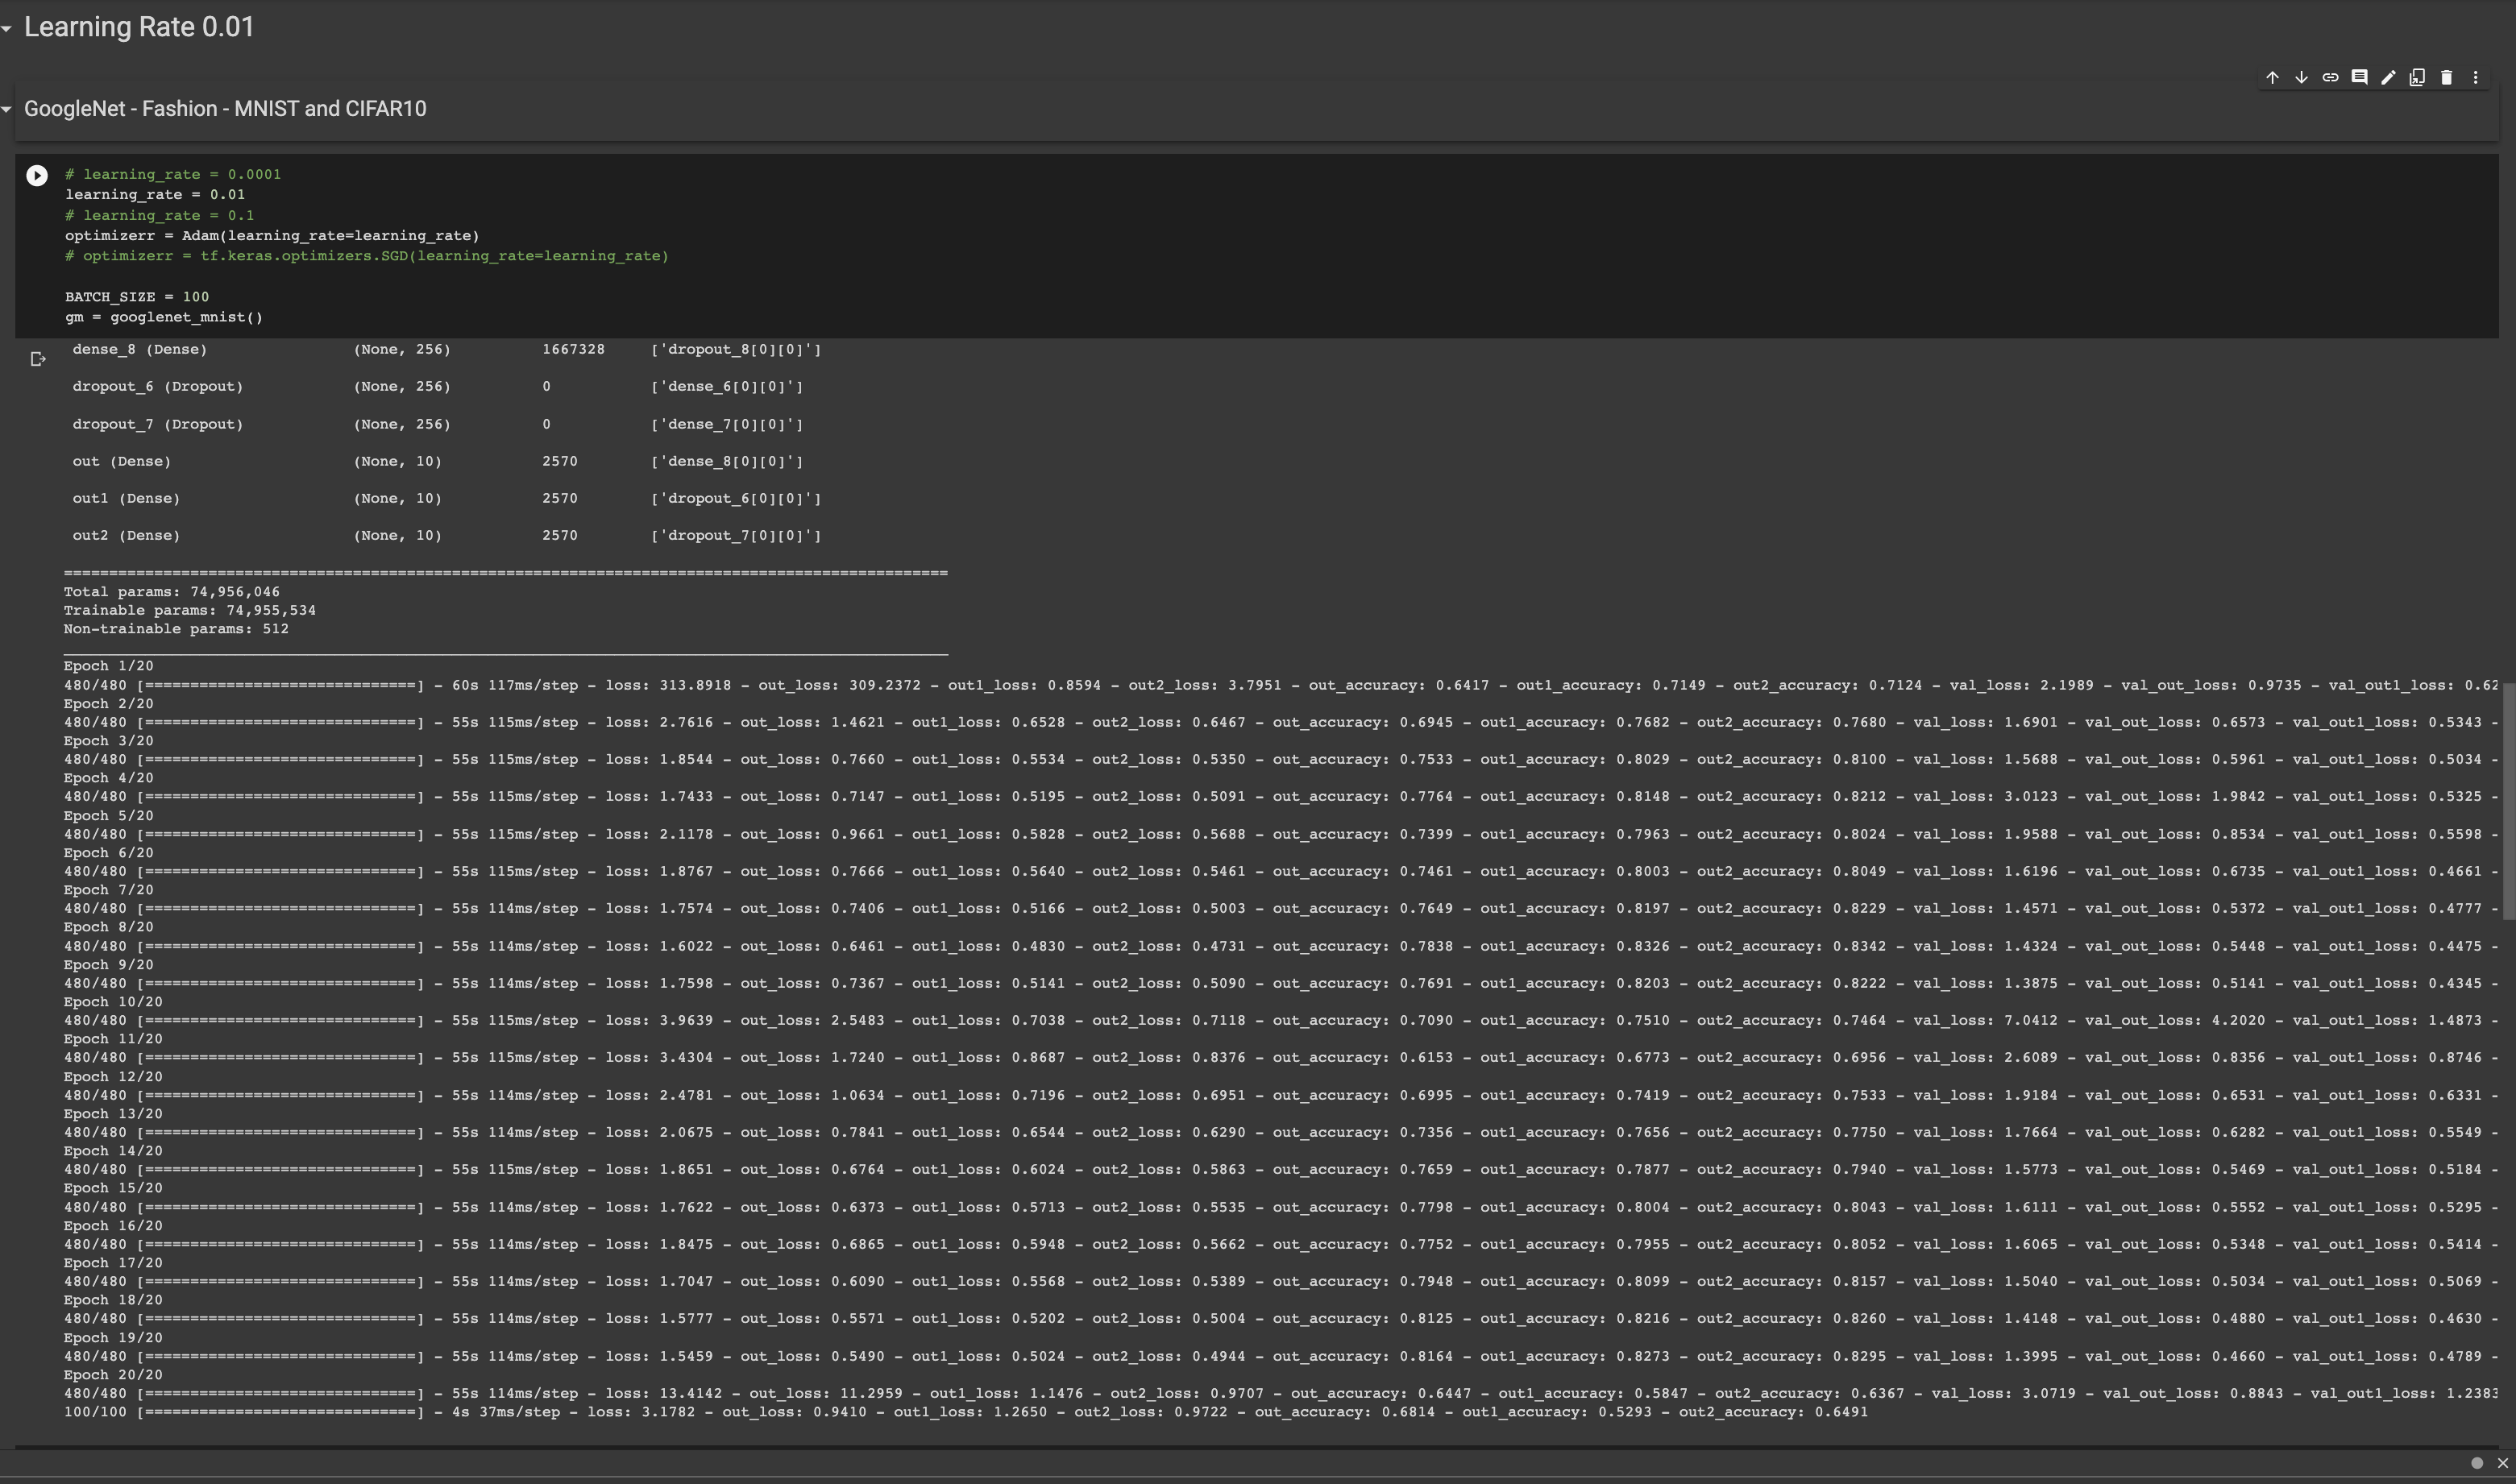 Learning Rate 0.01
GoogleNet - Fashion - MNIST and CIFAR10
# learning_rate = 0.0001
learning_rate = 0.01
# learning_rate = 0.1
optimizerr = Adam(learning_rate=learning_rate)
# optimizerr = tf.keras.optimizers.SGD(learning_rate=learning_rate)
BATCH_SIZE = 100
gm = googlenet_mnist()
dense_8 (Dense) (None, 256) 1667328 ['dropout_8[0][0]']
dropout_6 (Dropout) (None, 256) 0 ['dense_6[0][0]']
dropout_7 (Dropout) (None, 256) 0 ['dense_7[0][0]']
out (Dense) (None, 10) 2570 ['dense_8[0][0]']
out1 (Dense) (None, 10) 2570 ['dropout_6[0][0]']
out2 (Dense) (None, 10) 2570 ['dropout_7[0][0]']
==================================================================================================
Total params: 74,956,046
Trainable params: 74,955,534
Non-trainable params: 512
__________________________________________________________________________________________________
Epoch 1/20
480/480 [==============================] - 60s 117ms/step - loss: 313.8918 - out_loss: 309.2372 - out1_loss: 0.8594 - out2_loss: 3.7951 - out_accuracy: 0.6417 - out1_accuracy: 0.7149 - out2_accuracy: 0.7124 - val_loss: 2.1989 - val_out_loss: 0.9735 - val_out1_loss: 0.62
Epoch 2/20
480/480 [==============================] - 55s 115ms/step - loss: 2.7616 - out_loss: 1.4621 - out1_loss: 0.6528 - out2_loss: 0.6467 - out_accuracy: 0.6945 - out1_accuracy: 0.7682 - out2_accuracy: 0.7680 - val_loss: 1.6901 - val_out_loss: 0.6573 - val_out1_loss: 0.5343 -
Epoch 3/20
480/480 [==============================] - 55s 115ms/step - loss: 1.8544 - out_loss: 0.7660 - out1_loss: 0.5534 - out2_loss: 0.5350 - out_accuracy: 0.7533 - out1_accuracy: 0.8029 - out2_accuracy: 0.8100 - val_loss: 1.5688 - val_out_loss: 0.5961 - val_out1_loss: 0.5034 -
Epoch 4/20
480/480 [==============================] - 55s 115ms/step - loss: 1.7433 - out_loss: 0.7147 - out1_loss: 0.5195 - out2_loss: 0.5091 - out_accuracy: 0.7764 - out1_accuracy: 0.8148 - out2_accuracy: 0.8212 - val_loss: 3.0123 - val_out_loss: 1.9842 - val_out1_loss: 0.5325 -
Epoch 5/20
480/480 [==============================] - 55s 115ms/step - loss: 2.1178 - out_loss: 0.9661 - out1_loss: 0.5828 - out2_loss: 0.5688 - out_accuracy: 0.7399 - out1_accuracy: 0.7963 - out2_accuracy: 0.8024 - val_loss: 1.9588 - val_out_loss: 0.8534 - val_out1_loss: 0.5598 -
Epoch 6/20
480/480 [==============================] - 55s 115ms/step - loss: 1.8767 - out_loss: 0.7666 - out1_loss: 0.5640 - out2_loss: 0.5461 - out_accuracy: 0.7461 - out1_accuracy: 0.8003 - out2_accuracy: 0.8049 - val_loss: 1.6196 - val_out_loss: 0.6735 - val_out1_loss: 0.4661 -
Epoch 7/20
480/480 [==============================] - 55s 114ms/step - loss: 1.7574 - out_loss: 0.7406 - out1_loss: 0.5166 - out2_loss: 0.5003 - out_accuracy: 0.7649 - out1_accuracy: 0.8197 - out2_accuracy: 0.8229 - val_loss: 1.4571 - val_out_loss: 0.5372 - val_out1_loss: 0.4777 -
Epoch 8/20
480/480 [==============================] - 55s 114ms/step - loss: 1.6022 - out_loss: 0.6461 - out1_loss: 0.4830 - out2_loss: 0.4731 - out_accuracy: 0.7838 - out1_accuracy: 0.8326 - out2_accuracy: 0.8342 - val_loss: 1.4324 - val_out_loss: 0.5448 - val_out1_loss: 0.4475 -
Epoch 9/20
480/480 [==============================] - 55s 114ms/step - loss: 1.7598 - out_loss: 0.7367 - out1_loss: 0.5141 - out2_loss: 0.5090 - out_accuracy: 0.7691 - out1_accuracy: 0.8203 - out2_accuracy: 0.8222 - val_loss: 1.3875 - val_out_loss: 0.5141 - val_out1_loss: 0.4345 -
Epoch 10/20
480/480 [==============================] - 55s 115ms/step - loss: 3.9639 - out_loss: 2.5483 - out1_loss: 0.7038 - out2_loss: 0.7118 - out_accuracy: 0.7090 - out1_accuracy: 0.7510 - out2_accuracy: 0.7464 - val_loss: 7.0412 - val_out_loss: 4.2020 - val_out1_loss: 1.4873 -
Epoch 11/20
480/480 [==============================] - 55s 115ms/step - loss: 3.4304 - out_loss: 1.7240 - out1_loss: 0.8687 - out2_loss: 0.8376 - out_accuracy: 0.6153 - out1_accuracy: 0.6773 - out2_accuracy: 0.6956 - val_loss: 2.6089 - val_out_loss: 0.8356 - val_out1_loss: 0.8746 -
Epoch 12/20
480/480 [==============================] - 55s 114ms/step - loss: 2.4781 - out_loss: 1.0634 - out1_loss: 0.7196 - out2_loss: 0.6951 - out_accuracy: 0.6995 - out1_accuracy: 0.7419 - out2_accuracy: 0.7533 - val_loss: 1.9184 - val_out_loss: 0.6531 - val_out1_loss: 0.6331 -
Epoch 13/20
480/480 [==============================] - 55s 114ms/step - loss: 2.0675 - out_loss: 0.7841 - out1_loss: 0.6544 - out2_loss: 0.6290 - out_accuracy: 0.7356 - out1_accuracy: 0.7656 - out2_accuracy: 0.7750 - val_loss: 1.7664 - val_out_loss: 0.6282 - val_out1_loss: 0.5549 -
Epoch 14/20
480/480 [==============================] - 55s 115ms/step - loss: 1.8651 - out_loss: 0.6764 - out1_loss: 0.6024 - out2_loss: 0.5863 - out_accuracy: 0.7659 - out1_accuracy: 0.7877 - out2_accuracy: 0.7940 - val_loss: 1.5773 - val_out_loss: 0.5469 - val_out1_loss: 0.5184 -
Epoch 15/20
480/480 [==============================] - 55s 114ms/step - loss: 1.7622 - out_loss: 0.6373 - out1_loss: 0.5713 - out2_loss: 0.5535 - out_accuracy: 0.7798 - out1_accuracy: 0.8004 - out2_accuracy: 0.8043 - val_loss: 1.6111 - val_out_loss: 0.5552 - val_out1_loss: 0.5295 -
Epoch 16/20
480/480 [==============================] - 55s 114ms/step - loss: 1.8475 - out_loss: 0.6865 - out1_loss: 0.5948 - out2_loss: 0.5662 - out_accuracy: 0.7752 - out1_accuracy: 0.7955 - out2_accuracy: 0.8052 - val_loss: 1.6065 - val_out_loss: 0.5348 - val_out1_loss: 0.5414 -
Epoch 17/20
480/480 [==============================] - 55s 114ms/step - loss: 1.7047 - out_loss: 0.6090 - out1_loss: 0.5568 - out2_loss: 0.5389 - out_accuracy: 0.7948 - out1_accuracy: 0.8099 - out2_accuracy: 0.8157 - val_loss: 1.5040 - val_out_loss: 0.5034 - val_out1_loss: 0.5069 -
Epoch 18/20
480/480 [==============================] - 55s 114ms/step - loss: 1.5777 - out_loss: 0.5571 - out1_loss: 0.5202 - out2_loss: 0.5004 - out_accuracy: 0.8125 - out1_accuracy: 0.8216 - out2_accuracy: 0.8260 - val_loss: 1.4148 - val_out_loss: 0.4880 - val_out1_loss: 0.4630 -
Epoch 19/20
480/480 [==============================] - 55s 114ms/step - loss: 1.5459 - out_loss: 0.5490 - out1_loss: 0.5024 - out2_loss: 0.4944 - out_accuracy: 0.8164 - out1_accuracy: 0.8273 - out2_accuracy: 0.8295 - val_loss: 1.3995 - val_out_loss: 0.4660 - val_out1_loss: 0.4789 -
Epoch 20/20
480/480 [==============================] - 55s 114ms/step - loss: 13.4142 - out_loss: 11.2959 - out1_loss: 1.1476 - out2_loss: 0.9707 - out_accuracy: 0.6447 - out1_accuracy: 0.5847 - out2_accuracy: 0.6367 - val_loss: 3.0719 - val_out_loss: 0.8843 - val_out1_loss: 1.2383
100/100 [==============================] - 4s 37ms/step - loss: 3.1782 - out_loss: 0.9410 - out1_loss: 1.2650 - out2_loss: 0.9722 - out_accuracy: 0.6814 - out1_accuracy: 0.5293 - out2_accuracy: 0.6491